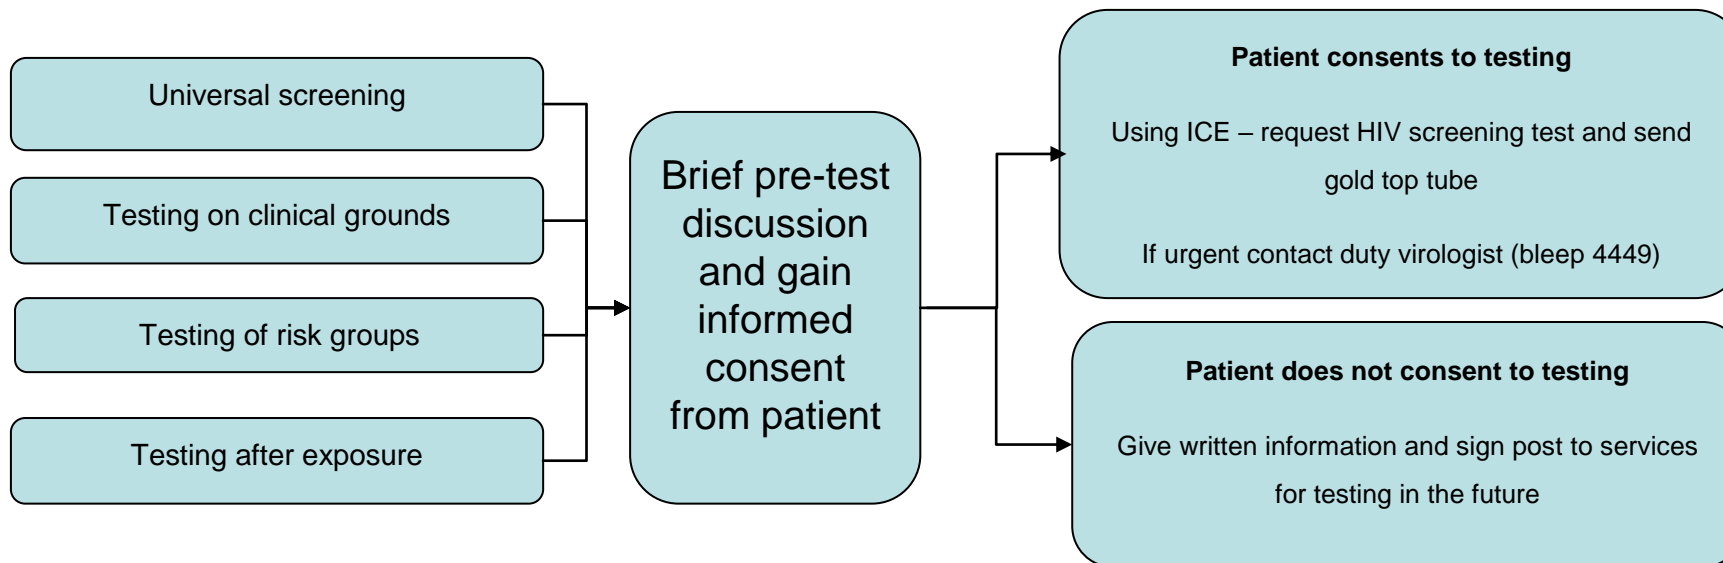 Universal screening
Testing on clinical grounds
Testing of risk groups
Testing after exposure
Brief pre-test
discussion
and gain
informed
consent
from patient
Patient consents to testing
Using ICE – request HIV screening test and send
gold top tube
If urgent contact duty virologist (bleep 4449)
Patient does not consent to testing
Give written information and sign post to services
for testing in the future